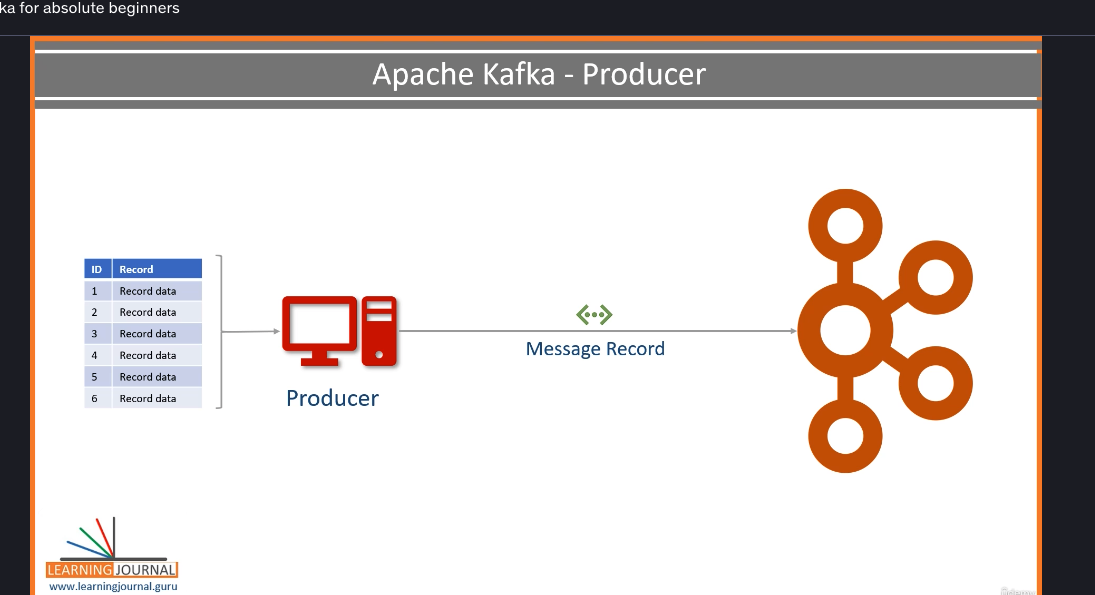 ka for absolute beginners
Apache Kafka - Producer
ID Record
1 Record data
2 Record data
3 Record data
4 Record data
5 Record data
6 Record data
Producer
Message Record
LEARNING JOURNAL
www.learningjournal.guru